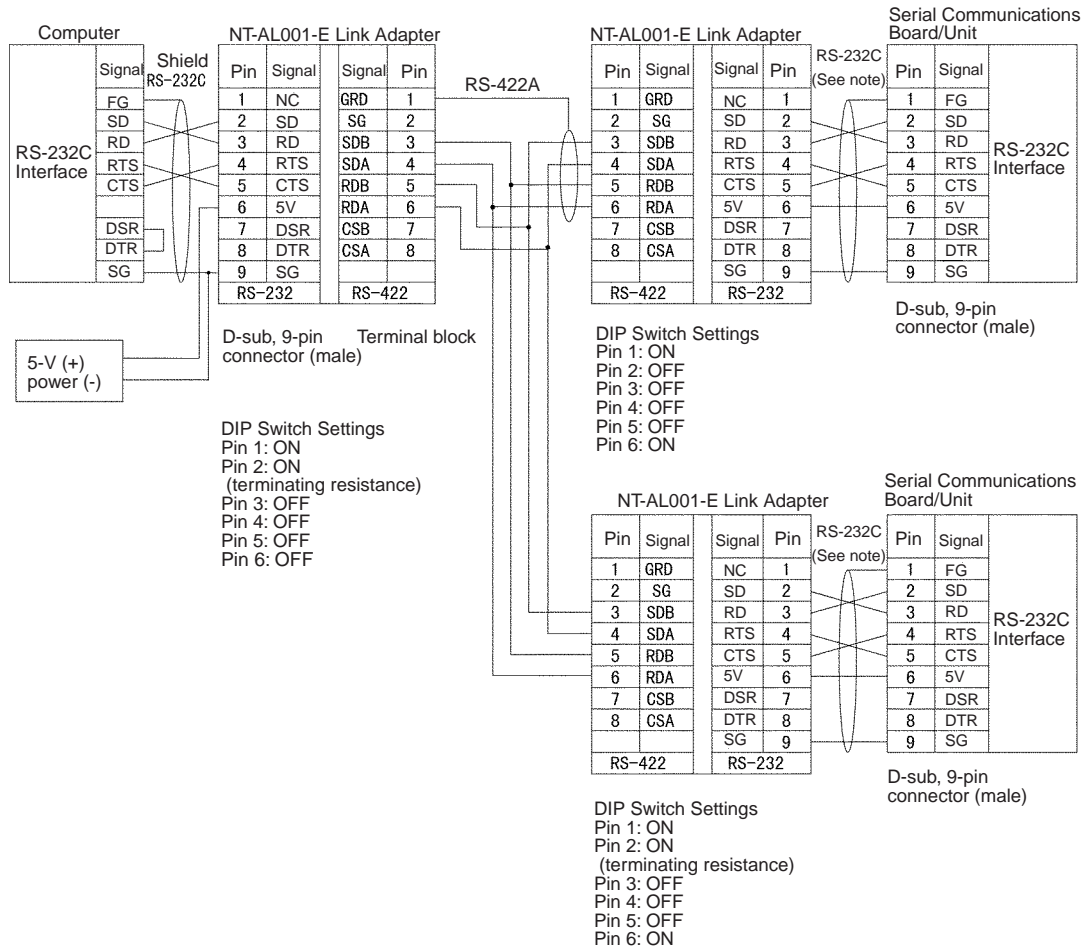 Computer
NT-AL001-E Link Adapter
Signal
Shield
RS-232C
Pin Signal Signal Pin
FG 1 NC GRD 1
SD 2 SD SG 2
RD 3 RD SDB 3
RTS 4 RTS SDA 4
CTS 5 CTS RDB 5
6 5V RDA 6
DSR 7 DSR CSB 7
DTR 8 DTR CSA 8
SG 9 SG
RS-232 RS-422
RS-232C
Interface
D-sub, 9-pin
connector (male)
Terminal block
5-V (+)
power (-)
DIP Switch Settings
Pin 1: ON
Pin 2: ON
(terminating resistance)
Pin 3: OFF
Pin 4: OFF
Pin 5: OFF
Pin 6: OFF
RS-422A
NT-AL001-E Link Adapter
Serial Communications
Board/Unit
RS-232C
(See note)
Pin Signal Signal Pin Pin Signal
1 GRD NC 1 1 FG
2 SG SD 2 2 SD
3 SDB RD 3 3 RD
4 SDA RTS 4 4 RTS
5 RDB CTS 5 5 CTS
6 RDA 5V 6 6 5V
7 CSB DSR 7 7 DSR
8 CSA DTR 8 8 DTR
SG 9 9 SG
RS-422 RS-232
RS-232C
Interface
D-sub, 9-pin
connector (male)
DIP Switch Settings
Pin 1: ON
Pin 2: OFF
Pin 3: OFF
Pin 4: OFF
Pin 5: OFF
Pin 6: ON
NT-AL001-E Link Adapter
Serial Communications
Board/Unit
RS-232C
(See note)
Pin Signal Signal Pin Pin Signal
1 GRD NC 1 1 FG
2 SG SD 2 2 SD
3 SDB RD 3 3 RD
4 SDA RTS 4 4 RTS
5 RDB CTS 5 5 CTS
6 RDA 5V 6 6 5V
7 CSB DSR 7 7 DSR
8 CSA DTR 8 8 DTR
SG 9 9 SG
RS-422 RS-232
RS-232C
Interface
D-sub, 9-pin
connector (male)
DIP Switch Settings
Pin 1: ON
Pin 2: ON
(terminating resistance)
Pin 3: OFF
Pin 4: OFF
Pin 5: OFF
Pin 6: ON